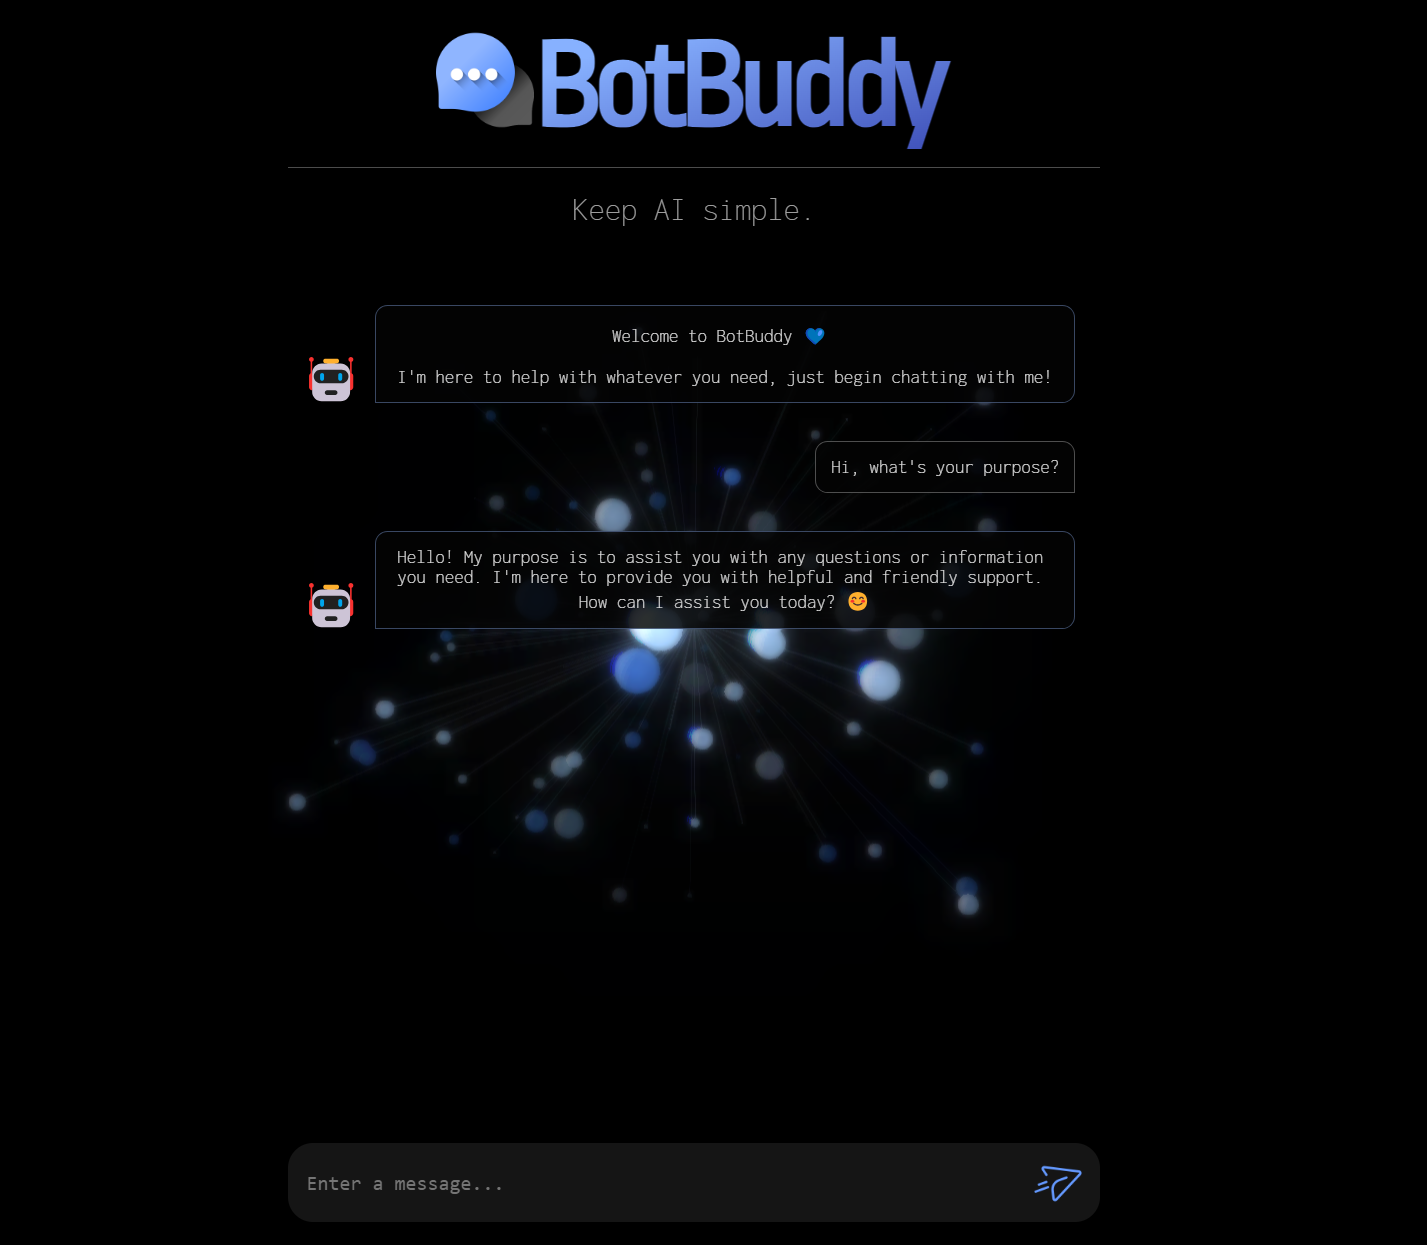 BotBuddy
Keep AI simple.
Welcome to BotBuddy 💙
I'm here to help with whatever you need, just begin chatting with me!
Hi, what's your purpose?
Hello! My purpose is to assist you with any questions or information
you need. I'm here to provide you with helpful and friendly support.
How can I assist you today? 😊
Enter a message...